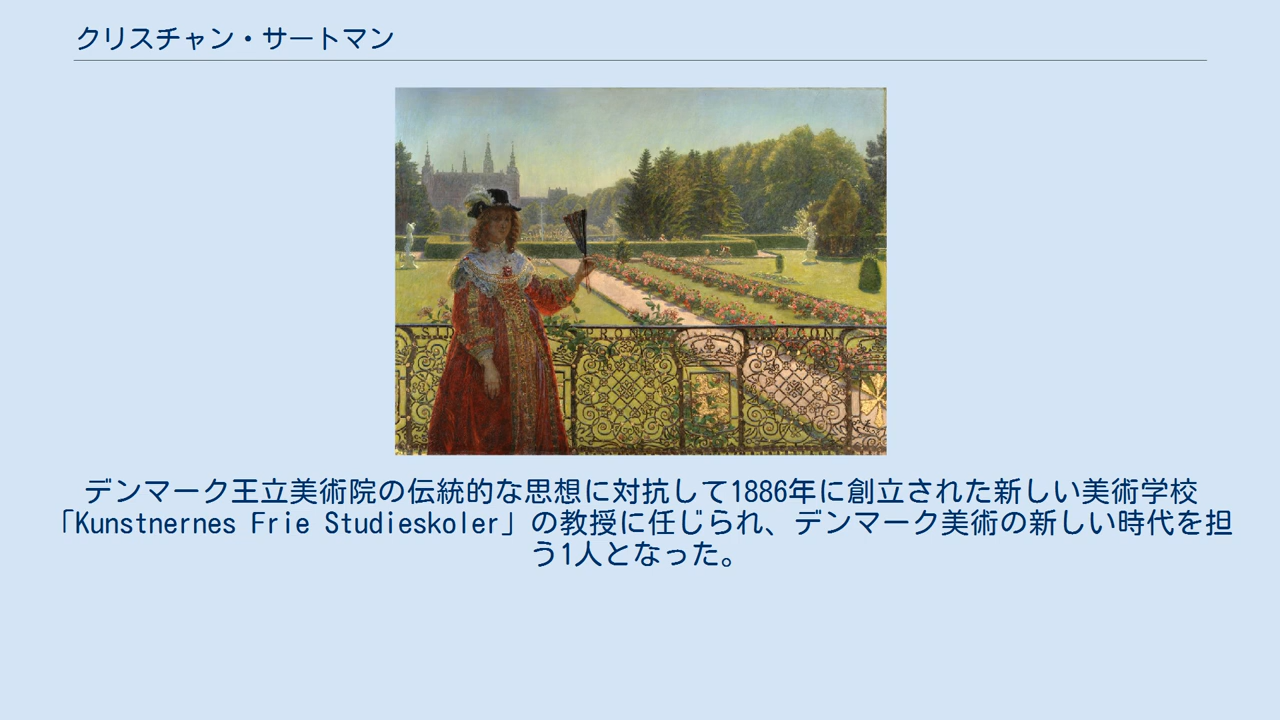 クリスチャン・サートマン
デンマーク王立美術院の伝統的な思想に対抗して1886年に創立された新しい美術学校
「Kunstnernes Frie Studieskoler」の教授に任じられ、デンマーク美術の新しい時代を担
う1人となった。